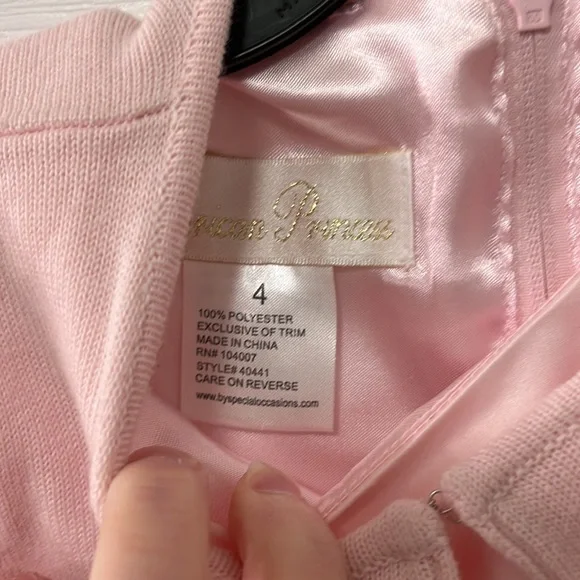 Princess
4
100% POLYESTER
EXCLUSIVE OF TRIM
MADE IN CHINA
RN# 104007
STYLE# 40441
CARE ON REVERSE
www.byspecialoccasions.com